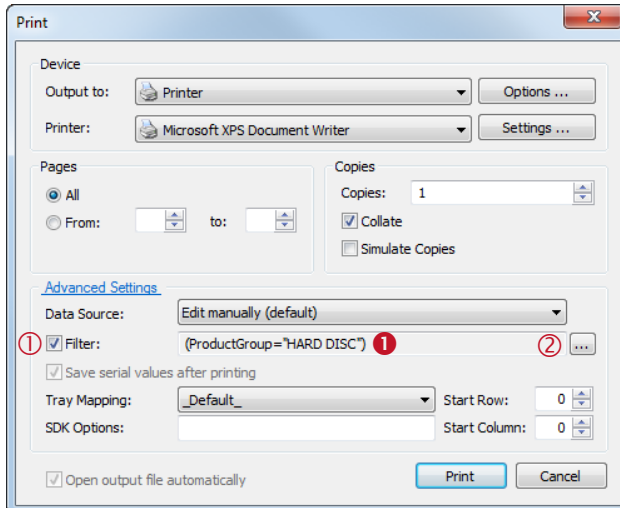 Print
Device
Output to: Printer Options ...
Printer: Microsoft XPS Document Writer Settings ...
Pages Copies
All Copies: 1
From: to: Collate
Simulate Copies
Advanced Settings
Data Source: Edit manually (default)
① Filter: (ProductGroup="HARD DISC") ❶ ② ...
Save serial values after printing
Tray Mapping: _Default_ Start Row: 0
SDK Options: Start Column: 0
Open output file automatically Print Cancel